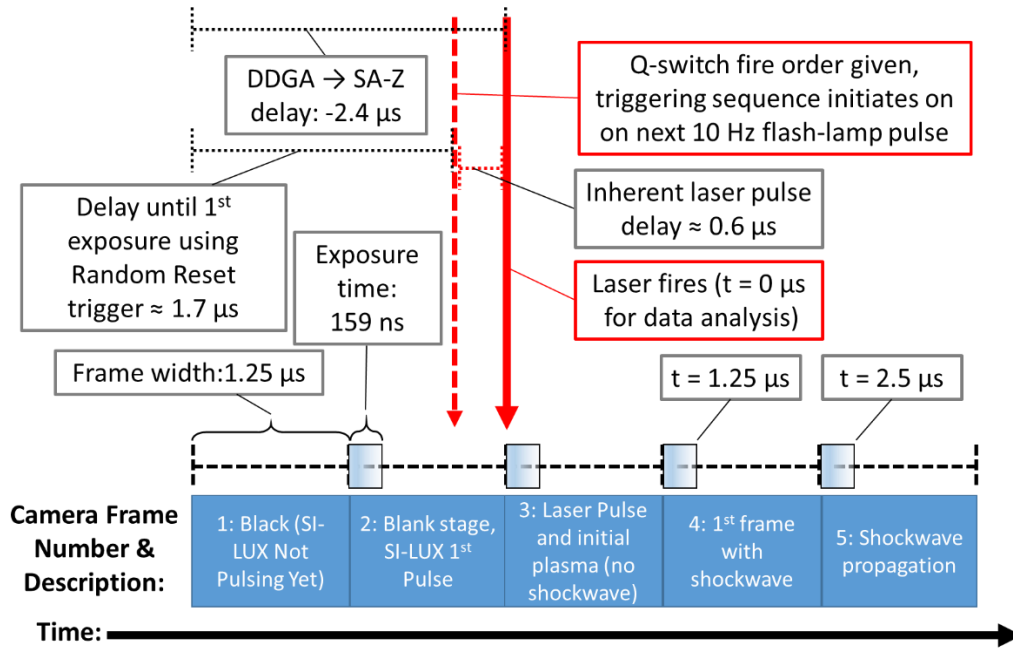 DDGA → SA-Z
delay: -2.4 µs
Q-switch fire order given,
triggering sequence initiates on
on next 10 Hz flash-lamp pulse
Delay until 1st
exposure using
Random Reset
trigger ≈ 1.7 µs
Exposure
time:
159 ns
Inherent laser pulse
delay ≈ 0.6 µs
Laser fires (t = 0 µs
for data analysis)
Frame width:1.25 µs
t = 1.25 µs
t = 2.5 µs
Camera Frame
Number &
Description:
1: Black (SI-
LUX Not
Pulsing Yet)
2: Blank stage,
SI-LUX 1st
Pulse
3: Laser Pulse
and initial
plasma (no
shockwave)
4: 1st frame
with
shockwave
5: Shockwave
propagation
Time: